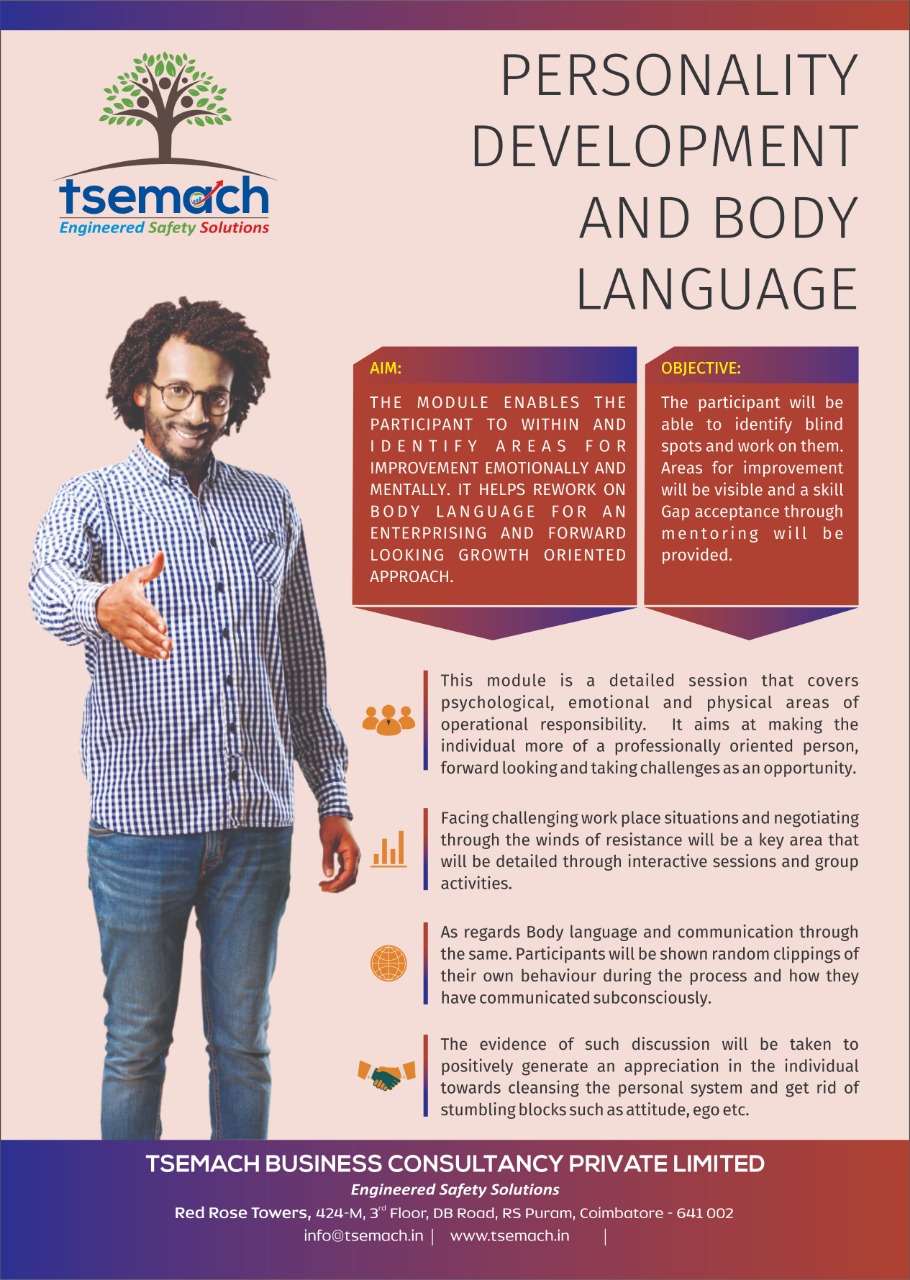 tsemach
Engineered Safety Solutions
PERSONALITY
DEVELOPMENT
AND BODY
LANGUAGE
AIM:
THE MODULE ENABLES THE
PARTICIPANT TO WITHIN AND
IDENTIFY AREAS FOR
IMPROVEMENT EMOTIONALLY AND
MENTALLY. IT HELPS REWORK ON
BODY LANGUAGE FOR AN
ENTERPRISING AND FORWARD
LOOKING GROWTH ORIENTED
APPROACH.
OBJECTIVE:
The participant will be
able to identify blind
spots and work on them.
Areas for improvement
will be visible and a skill
Gap acceptance through
mentoring will be
provided.
This module is a detailed session that covers
psychological, emotional and physical areas of
operational responsibility. It aims at making the
individual more of a professionally oriented person,
forward looking and taking challenges as an opportunity.
Facing challenging work place situations and negotiating
through the winds of resistance will be a key area that
will be detailed through interactive sessions and group
activities.
As regards Body language and communication through
the same. Participants will be shown random clippings of
their own behaviour during the process and how they
have communicated subconsciously.
The evidence of such discussion will be taken to
positively generate an appreciation in the individual
towards cleansing the personal system and get rid of
stumbling blocks such as attitude, ego etc.
TSEMACH BUSINESS CONSULTANCY PRIVATE LIMITED
Engineered Safety Solutions
Red Rose Towers, 424-M, 3rd Floor, DB Road, RS Puram, Coimbatore - 641 002
info@tsemach.in | www.tsemach.in |